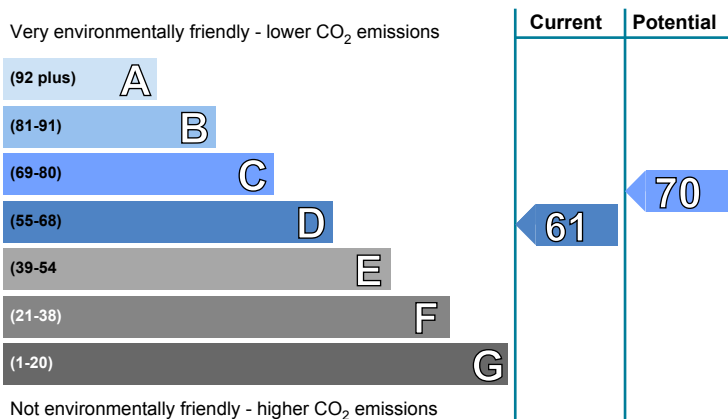 Current Potential
Very environmentally friendly - lower CO2 emissions
(92 plus) A
(81-91) B
(69-80) C
70
(55-68) D
61
(39-54 E
(21-38) F
(1-20) G
Not environmentally friendly - higher CO2 emissions